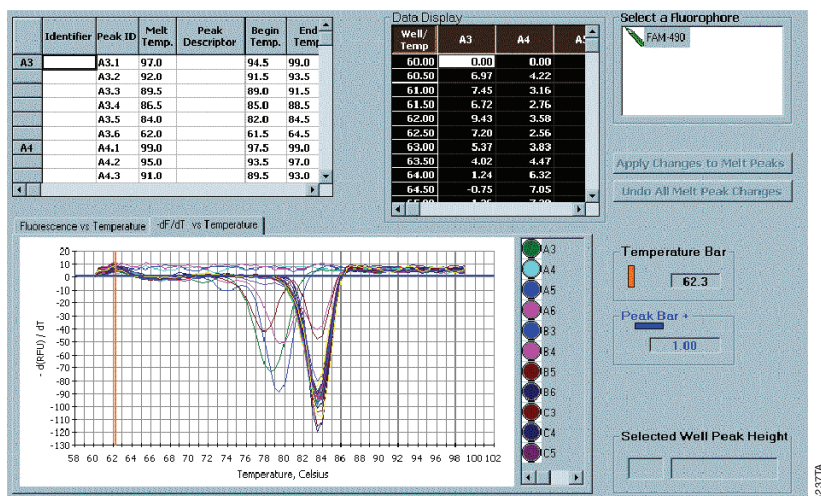 Identifier Peak ID Melt Temp. Peak Descriptor Begin Temp. End Temp
A3 A3.1 97.0 94.5 99.0
A3.2 92.0 91.5 93.5
A3.3 89.5 89.0 91.5
A3.4 86.5 85.0 88.5
A3.5 84.0 82.0 84.5
A3.6 62.0 61.5 64.5
A4 A4.1 99.0 97.5 99.0
A4.2 95.0 93.5 97.0
A4.3 91.0 89.5 93.0
Data Display
Well/ Temp A3 A4
60.00 0.00 0.00
60.50 6.97 4.22
61.00 7.45 3.16
61.50 6.72 2.76
62.00 9.43 3.58
62.50 7.20 2.56
63.00 5.37 3.83
63.50 4.02 4.47
64.00 1.24 6.32
64.50 -0.75 7.05
Select a Fluorophore
FAM-490
Apply Changes to Melt Peaks
Undo All Melt Peak Changes
Fluorescence vs Temperature
-dF/dT vs Temperature
20
10
0
-10
-20
-30
-40
-50
-60
-70
-80
-90
-100
-110
-120
-130
- d(RFU) / dT
58 60 62 64 66 68 70 72 74 76 78 80 82 84 86 88 90 92 94 96 98 100 102
Temperature, Celsius
A3
A4
A5
A6
B3
B4
B5
B6
C3
C4
C5
Temperature Bar
62.3
Peak Bar +
1.00
Selected Well Peak Height
237TA